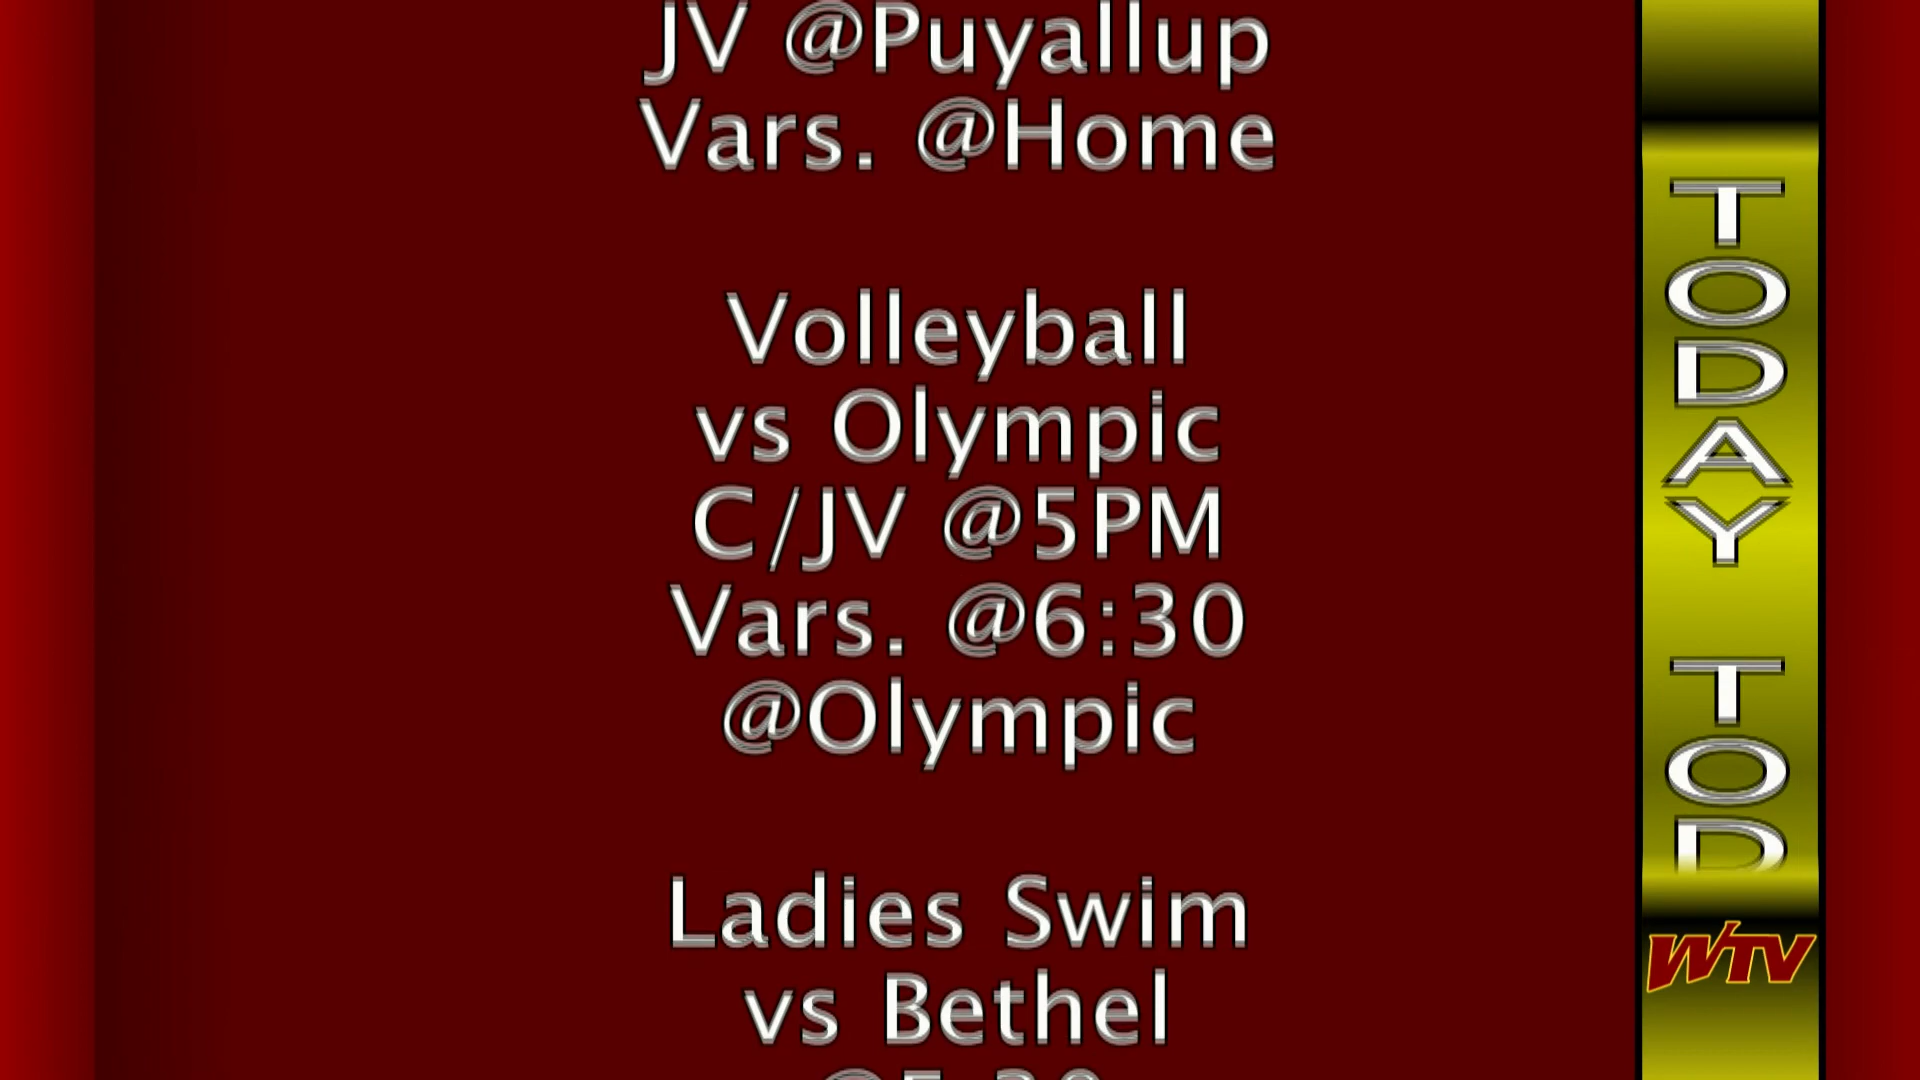 JV @Puyallup
Vars. @Home
Volleyball
vs Olympic
C/JV @5PM
Vars. @6:30
@Olympic
Ladies Swim
vs Bethel
TODAY TOD
WTV